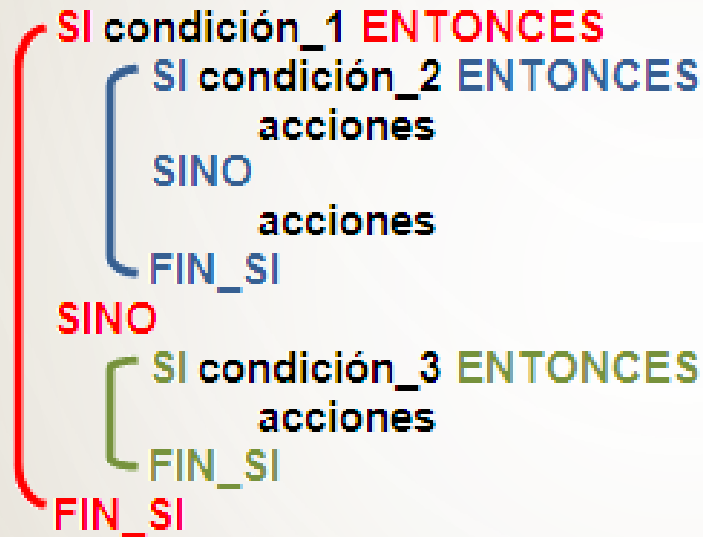 SI condición_1 ENTONCES
SI condición_2 ENTONCES
acciones
SINO
acciones
FIN_SI
SINO
SI condición_3 ENTONCES
acciones
FIN_SI
FIN_SI